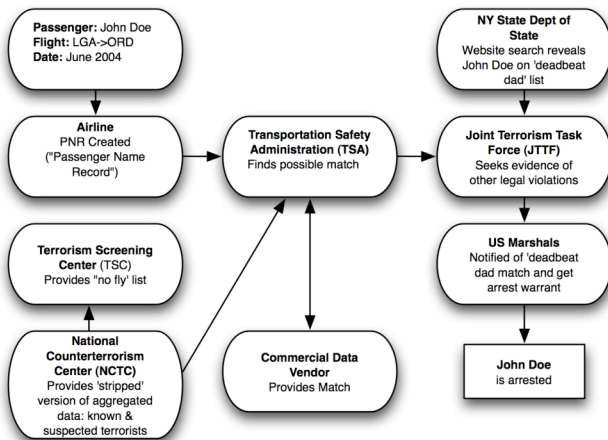 Passenger: John Doe
Flight: LGA->ORD
Date: June 2004
Airline
PNR Created
("Passenger Name
Record")
Terrorism Screening
Center (TSC)
Provides "no fly' list
National
Counterterrorism
Center (NCTC)
Provides 'stripped'
version of aggregated
data: known &
suspected terrorists
Transportation Safety
Administration (TSA)
Finds possible match
Commercial Data
Vendor
Provides Match
NY State Dept of
State
Website search reveals
John Doe on 'deadbeat
dad' list
Joint Terrorism Task
Force (JTTF)
Seeks evidence of
other legal violations
US Marshals
Notified of 'deadbeat
dad match and get
arrest warrant
John Doe
is arrested